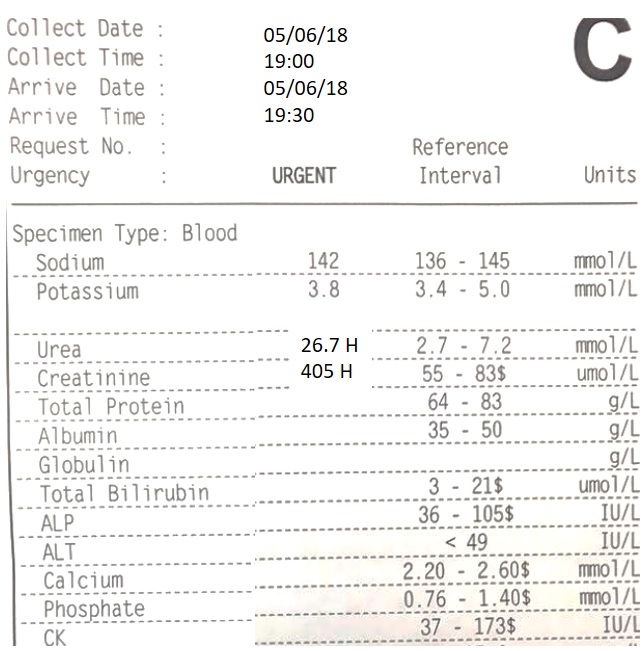 C
Collect Date : 05/06/18
Collect Time : 19:00
Arrive Date : 05/06/18
Arrive Time : 19:30
Request No. : Reference
Urgency : URGENT Interval Units
Specimen Type: Blood
Sodium 142 136 - 145 mmol/L
Potassium 3.8 3.4 - 5.0 mmol/L
Urea 26.7 H 2.7 - 7.2 mmol/L
Creatinine 405 H 55 - 83$ umol/L
Total Protein 64 - 83 g/L
Albumin 35 - 50 g/L
Globulin g/L
Total Bilirubin 3 - 21$ umol/L
ALP 36 - 105$ IU/L
ALT < 49 IU/L
Calcium 2.20 - 2.60$ mmol/L
Phosphate 0.76 - 1.40$ mmol/L
CK 37 - 173$ IU/L